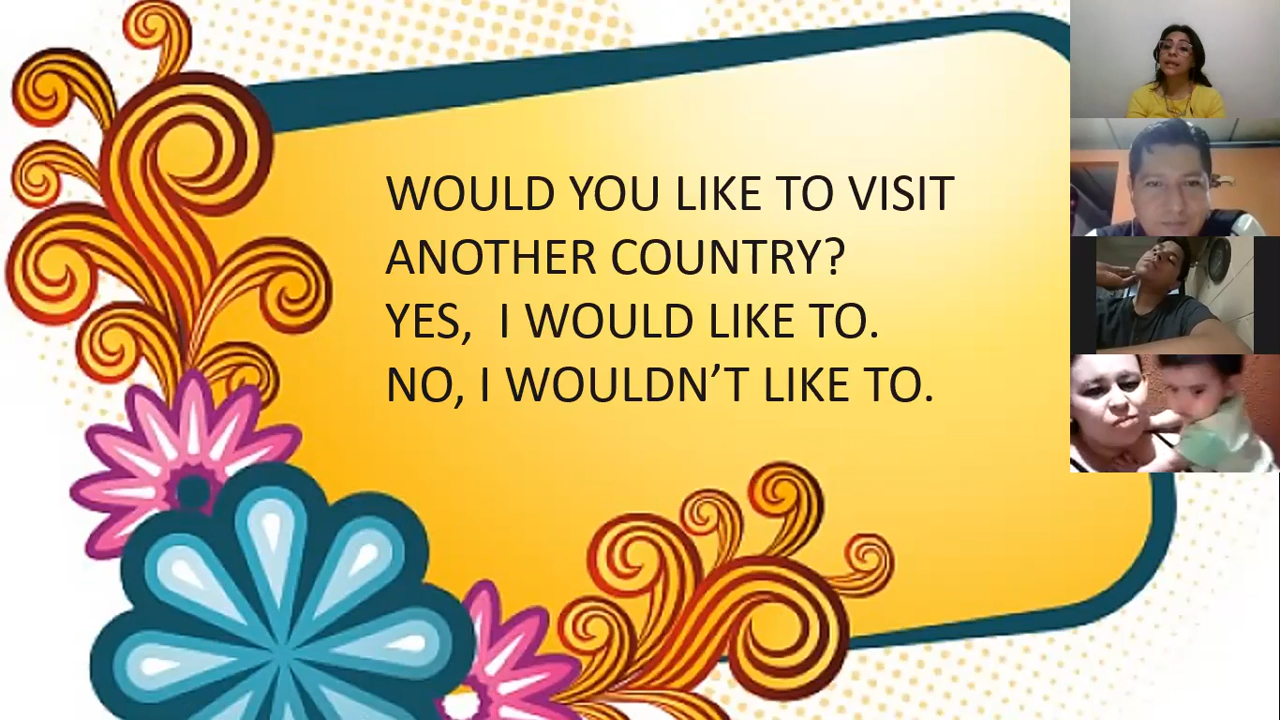 WOULD YOU LIKE TO VISIT
ANOTHER COUNTRY?
YES,  I WOULD LIKE TO.
NO, I WOULDN’T LIKE TO.